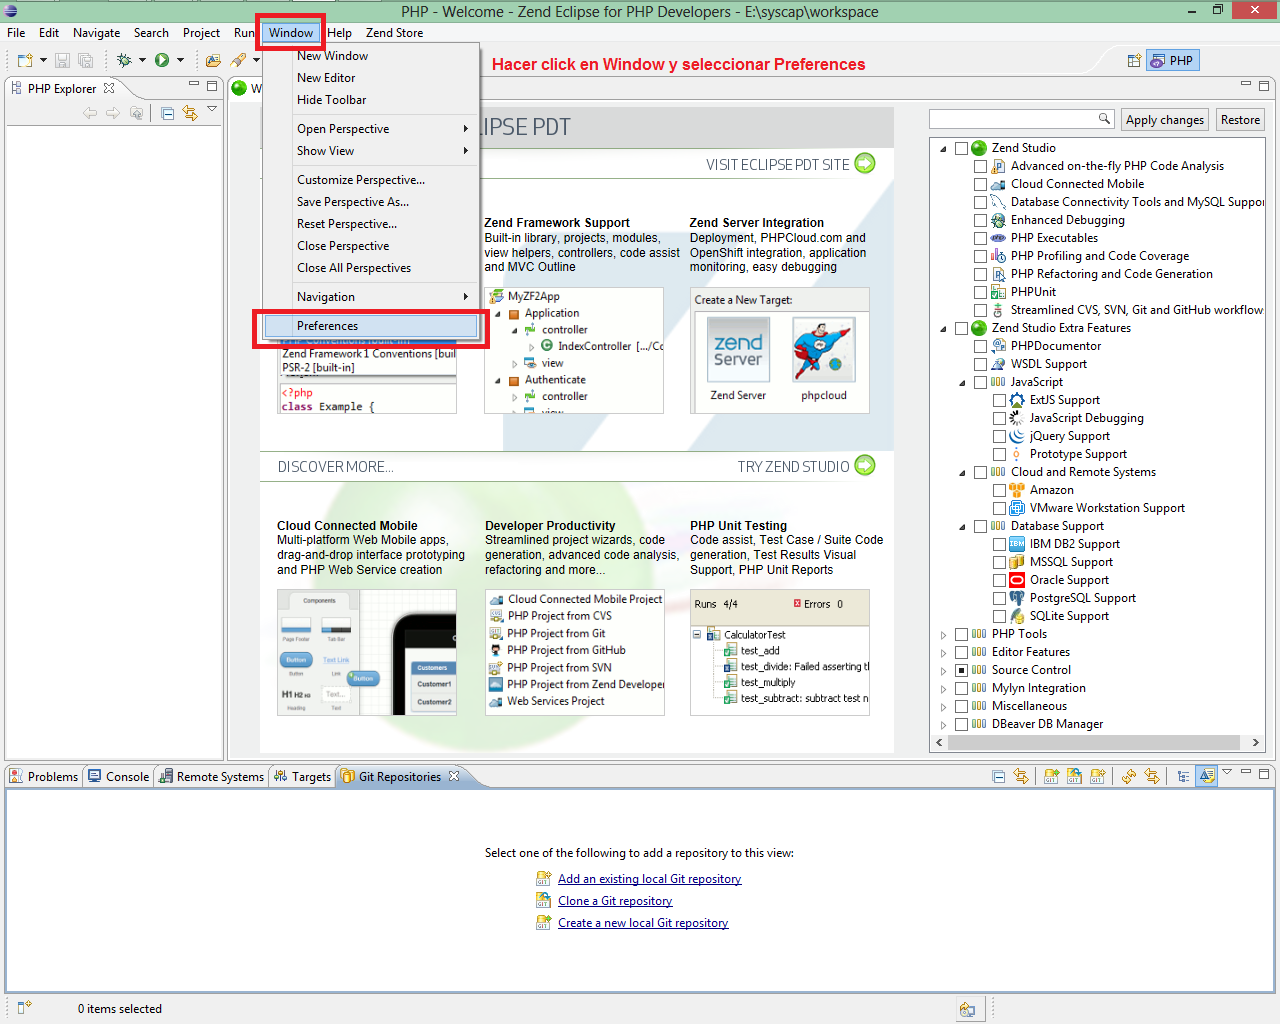 PHP - Welcome - Zend Eclipse for PHP Developers - E:\syscap\workspace
File Edit Navigate Search Project Run Window Help Zend Store
Hacer click en Window y seleccionar Preferences
PHP
PHP Explorer
New Window
New Editor
Hide Toolbar
Open Perspective
Show View
Customize Perspective...
Save Perspective As...
Reset Perspective...
Close Perspective
Close All Perspectives
Navigation
Preferences
LIPSE PDT
VISIT ECLIPSE PDT SITE
Zend Framework Support
Built-in library, projects, modules,
view helpers, controllers, code assist
and MVC Outline
Zend Server Integration
Deployment, PHPCloud.com and
OpenShift integration, application
monitoring, easy debugging
Zend Framework 1 Conventions [buil
PSR-2 [built-in]
<?php
class Example {
MyZF2App
Application
controller
IndexController [.../Co
view
Authenticate
controller
view
Create a New Target:
zend
Server
Zend Server
phpcloud
DISCOVER MORE...
TRY ZEND STUDIO
Cloud Connected Mobile
Multi-platform Web Mobile apps,
drag-and-drop interface prototyping
and PHP Web Service creation
Developer Productivity
Streamlined project wizards, code
generation, advanced code analysis,
refactoring and more...
PHP Unit Testing
Code assist, Test Case / Suite Code
generation, Test Results Visual
Support, PHP Unit Reports
Components
Page Footer
Tab-Bar
Button
Text Link
Button
Link
Button
H1 H2 H3
Text...
Heading
Text
Customers
Customer1
Customer2
Cloud Connected Mobile Project
PHP Project from CVS
PHP Project from Git
PHP Project from GitHub
PHP Project from SVN
PHP Project from Zend Developer
Web Services Project
Runs 4/4 Errors 0
CalculatorTest
test_add
test_divide: Failed asserting th
test_multiply
test_subtract: subtract test n
Apply changes
Restore
Zend Studio
Advanced on-the-fly PHP Code Analysis
Cloud Connected Mobile
Database Connectivity Tools and MySQL Suppor
Enhanced Debugging
PHP Executables
PHP Profiling and Code Coverage
PHP Refactoring and Code Generation
PHPUnit
Streamlined CVS, SVN, Git and GitHub workflow
Zend Studio Extra Features
PHPDocumentor
WSDL Support
JavaScript
ExtJS Support
JavaScript Debugging
jQuery Support
Prototype Support
Cloud and Remote Systems
Amazon
VMware Workstation Support
Database Support
IBM DB2 Support
MSSQL Support
Oracle Support
PostgreSQL Support
SQLite Support
PHP Tools
Editor Features
Source Control
Mylyn Integration
Miscellaneous
DBeaver DB Manager
Problems Console Remote Systems Targets Git Repositories
Select one of the following to add a repository to this view:
Add an existing local Git repository
Clone a Git repository
Create a new local Git repository
0 items selected